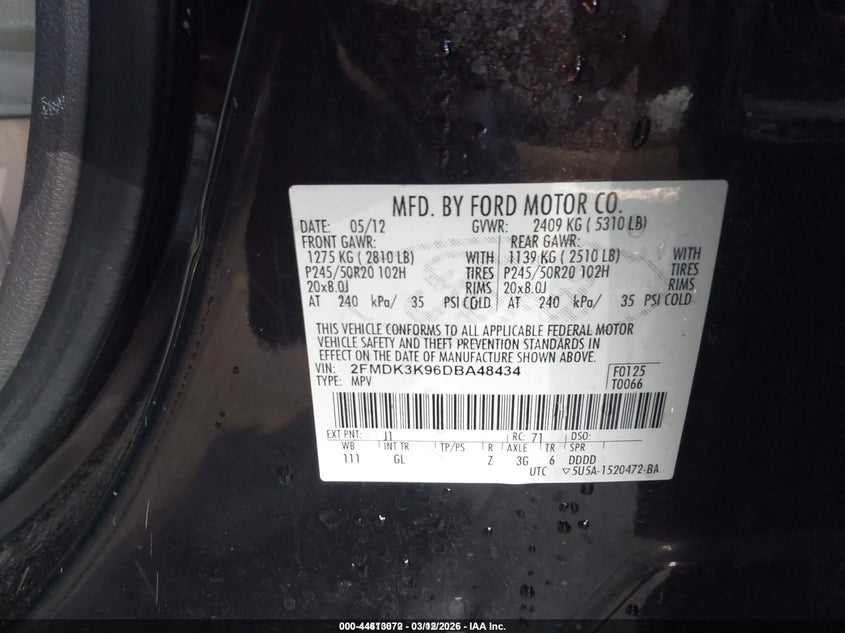 MFD. BY FORD MOTOR CO.
DATE: 05/12 GVWR: 2409 KG ( 5310 LB)
FRONT GAWR: REAR GAWR:
1275 KG ( 2810 LB) WITH 1139 KG ( 2510 LB) WITH
P245/50R20 102H TIRES P245/50R20 102H TIRES
20x8.0J RIMS 20x8.0J RIMS
AT 240 kPa/ 35 PSI COLD AT 240 kPa/ 35 PSI COLD
THIS VEHICLE CONFORMS TO ALL APPLICABLE FEDERAL MOTOR
VEHICLE SAFETY AND THEFT PREVENTION STANDARDS IN
EFFECT ON THE DATE OF MANUFACTURE SHOWN ABOVE.
VIN: 2FMDK3K96DBA48434 F0125
TYPE: MPV T0066
EXT PNT: J1 RC: 71 DSO:
WB INT TR TP/PS R AXLE TR SPR
111 GL Z 3G 6 DDDD
UTC ▽5U5A-1520472-BA
03/12/2026 - IAA Inc.